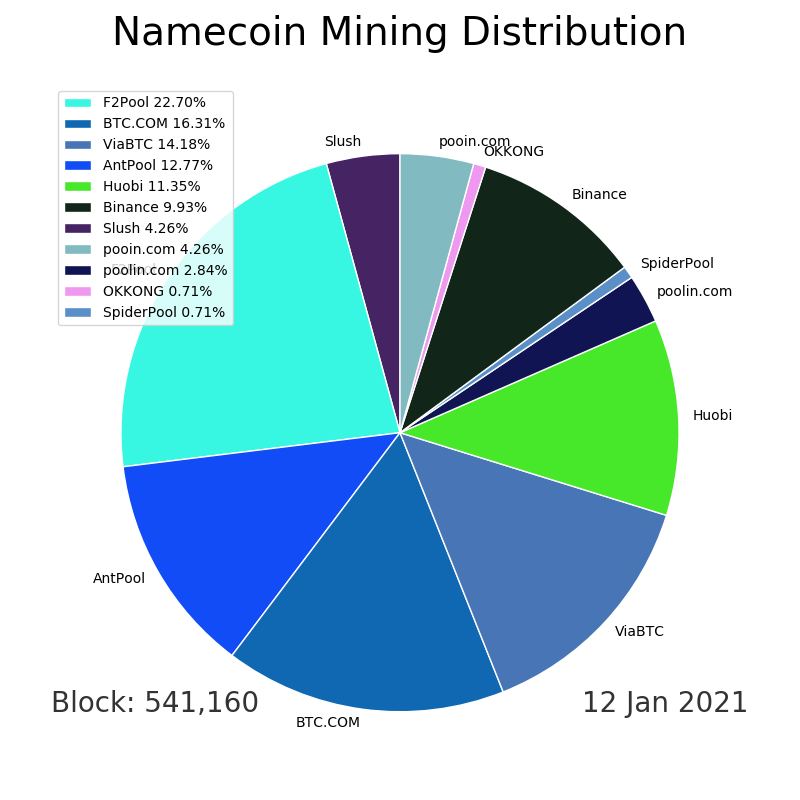 Namecoin Mining Distribution
F2Pool 22.70%
BTC.COM 16.31%
ViaBTC 14.18%
AntPool 12.77%
Huobi 11.35%
Binance 9.93%
Slush 4.26%
pooin.com 4.26%
poolin.com 2.84%
OKKONG 0.71%
SpiderPool 0.71%
Slush
pooin.com
OKKONG
Binance
SpiderPool
poolin.com
Huobi
ViaBTC
BTC.COM
AntPool
F2Pool
Block: 541,160
12 Jan 2021